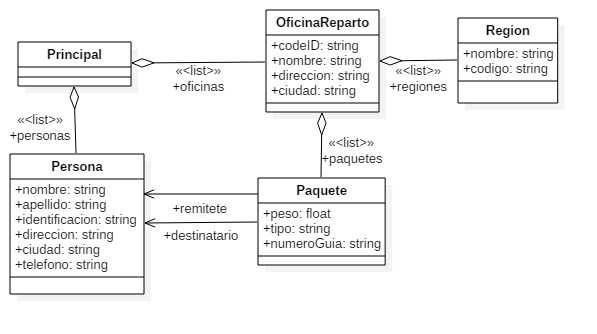 Principal
«<list>»
+oficinas
OficinaReparto
+codeID: string
+nombre: string
+direccion: string
+ciudad: string
«<list>»
+regiones
Region
+nombre: string
+codigo: string
«<list>»
+personas
«<list>»
+paquetes
Persona
+nombre: string
+apellido: string
+identificacion: string
+direccion: string
+ciudad: string
+telefono: string
+remitete
+destinatario
Paquete
+peso: float
+tipo: string
+numeroGuia: string